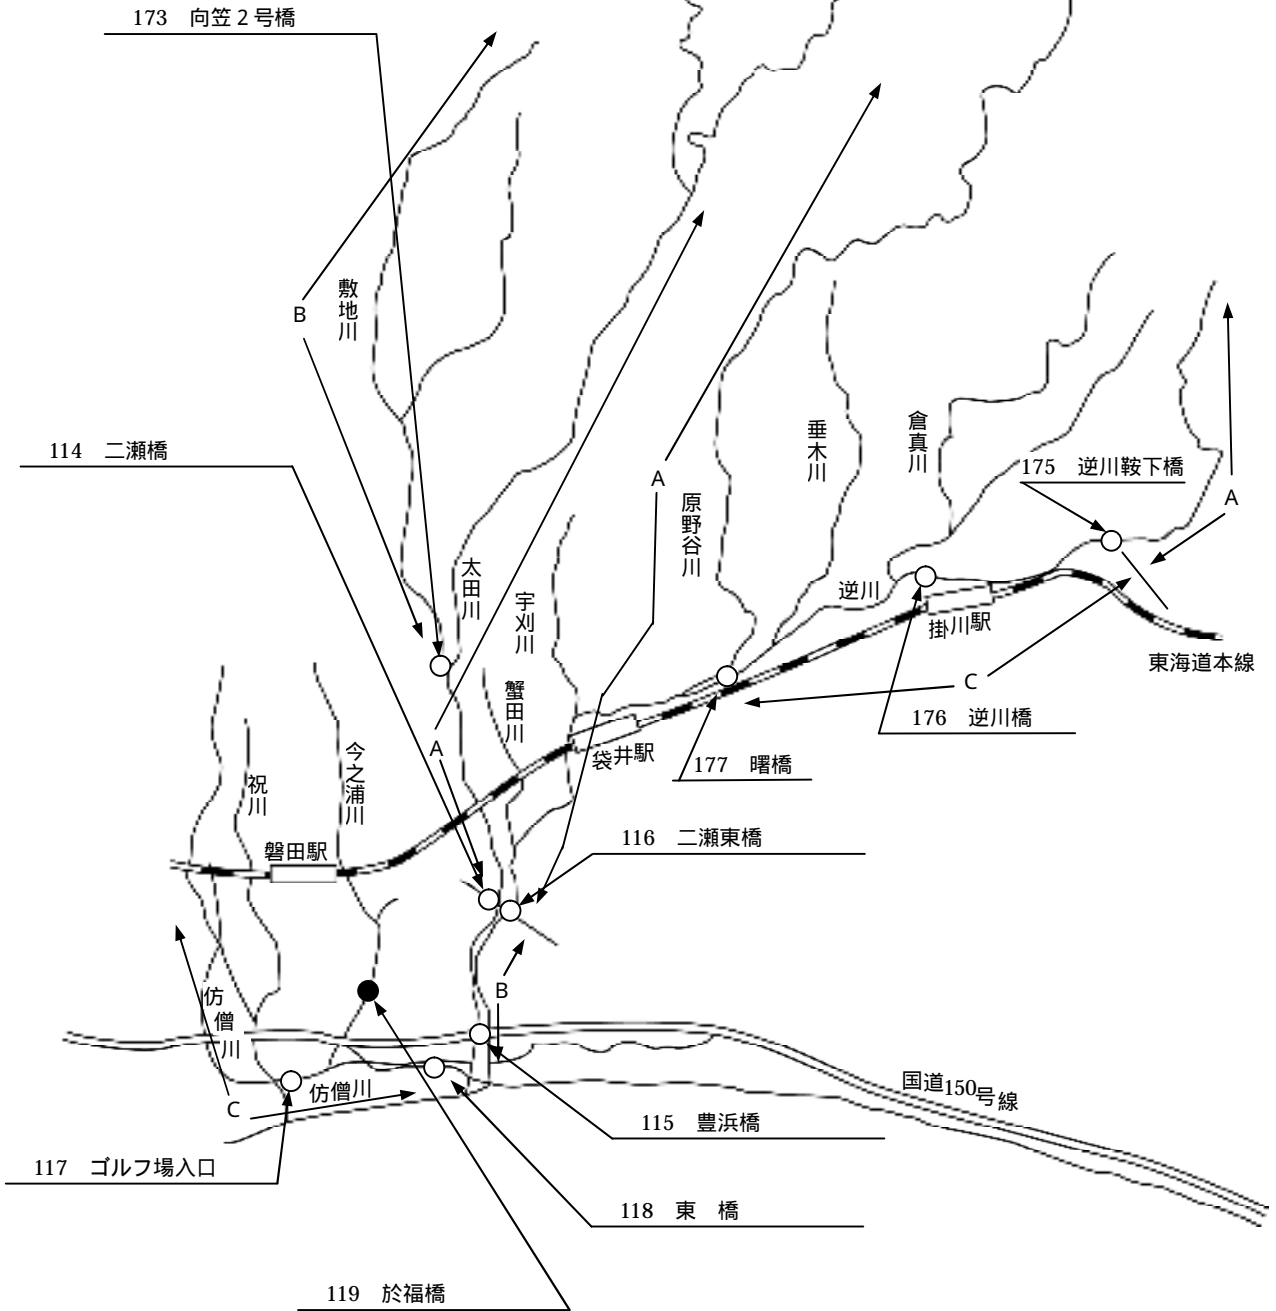 173 向笠2号橋
B
敷地川
114 二瀬橋
A
原野谷川
垂木川
倉真川
175 逆川鞍下橋
A
太田川
宇刈川
逆川
掛川駅
東海道本線
蟹田川
C
176 逆川橋
今之浦川
A
袋井駅
177 曙橋
祝川
磐田駅
116 二瀬東橋
B
仿僧川
国道150号線
仿僧川
C
115 豊浜橋
117 ゴルフ場入口
118 東 橋
119 於福橋